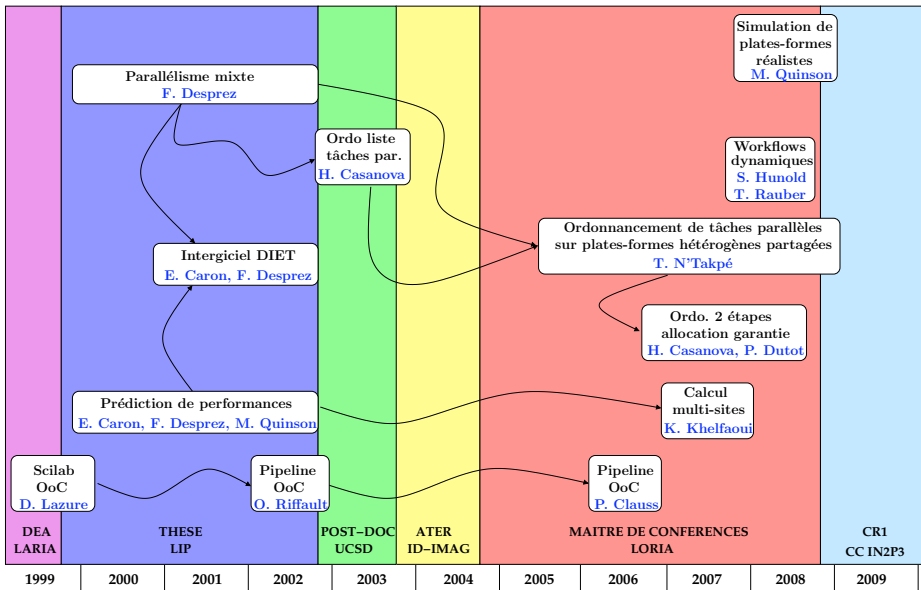 Simulation de
plates-formes
réalistes
M. Quinson
Parallélisme mixte
F. Desprez
Ordo liste
tâches par.
H. Casanova
Workflows
dynamiques
S. Hunold
T. Rauber
Ordonnancement de tâches parallèles
sur plates-formes hétérogènes partagées
T. N'Takpé
Intergiciel DIET
E. Caron, F. Desprez
Ordo. 2 étapes
allocation garantie
H. Casanova, P. Dutot
Prédiction de performances
E. Caron, F. Desprez, M. Quinson
Calcul
multi-sites
K. Khelfaoui
Scilab
OoC
D. Lazure
Pipeline
OoC
O. Riffault
Pipeline
OoC
P. Clauss
DEA
LARIA
THESE
LIP
POST-DOC
UCSD
ATER
ID-IMAG
MAITRE DE CONFERENCES
LORIA
CR1
CC IN2P3
1999 2000 2001 2002 2003 2004 2005 2006 2007 2008 2009